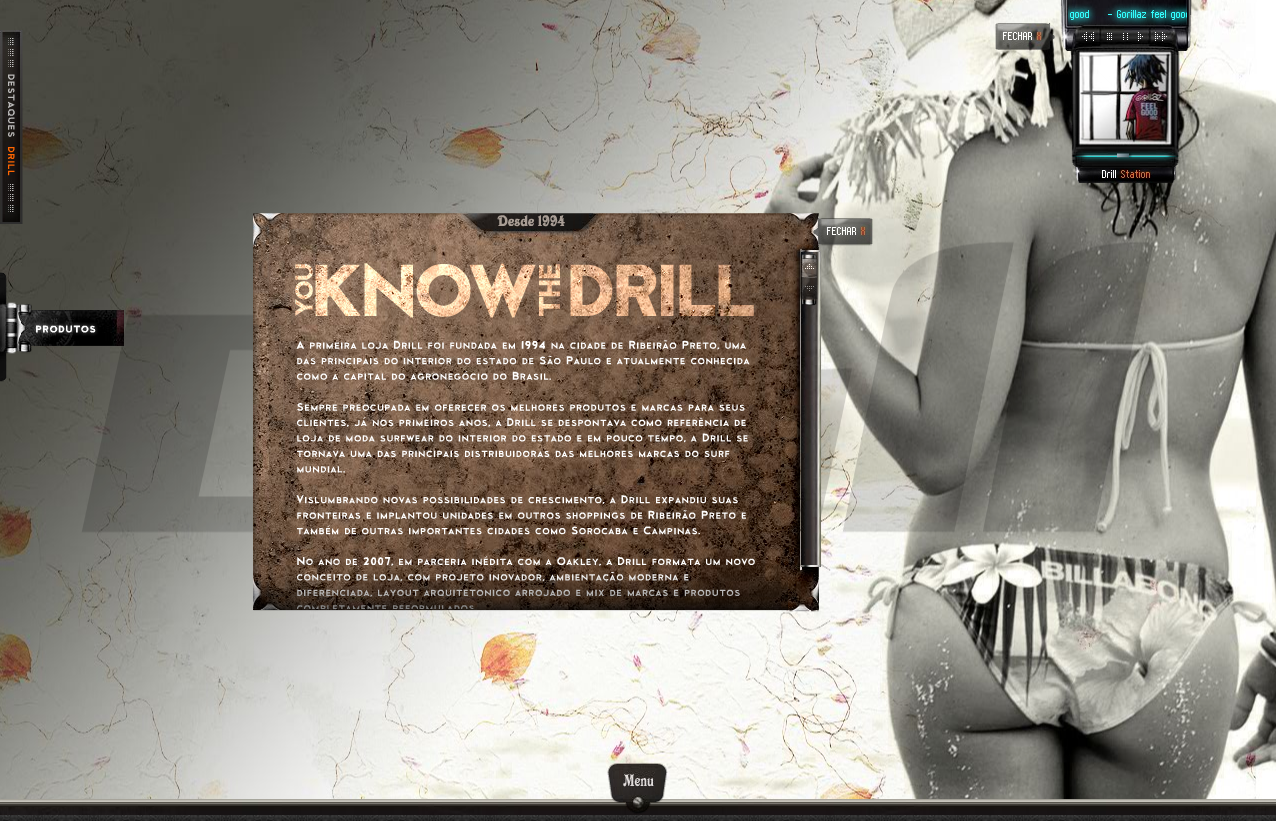 good - Gorillaz feel good
FECHAR X
GORILLAZ
FEEL
GOOD
INC
Drill Station
DESTAQUES DRILL
Desde 1994
FECHAR X
YOU KNOW THE DRILL
PRODUTOS
A primeira loja Drill foi fundada em 1994 na cidade de Ribeirão Preto, uma
das principais do interior do estado de São Paulo e atualmente conhecida
como a capital do agronegócio do Brasil.
Sempre preocupada em oferecer os melhores produtos e marcas para seus
clientes, já nos primeiros anos, a Drill se despontava como referência de
loja de moda surfwear do interior do estado e em pouco tempo, a Drill se
tornava uma das principais distribuidoras das melhores marcas do surf
mundial.
Vislumbrando novas possibilidades de crescimento, a Drill expandiu suas
fronteiras e implantou unidades em outros shoppings de Ribeirão Preto e
também de outras importantes cidades como Sorocaba e Campinas.
No ano de 2007, em parceria inédita com a Oakley, a Drill formata um novo
conceito de loja, com projeto inovador, ambientação moderna e
diferenciada, layout arquitetônico arrojado e mix de marcas e produtos
completamente reformulados.
BILLABONG
Menu